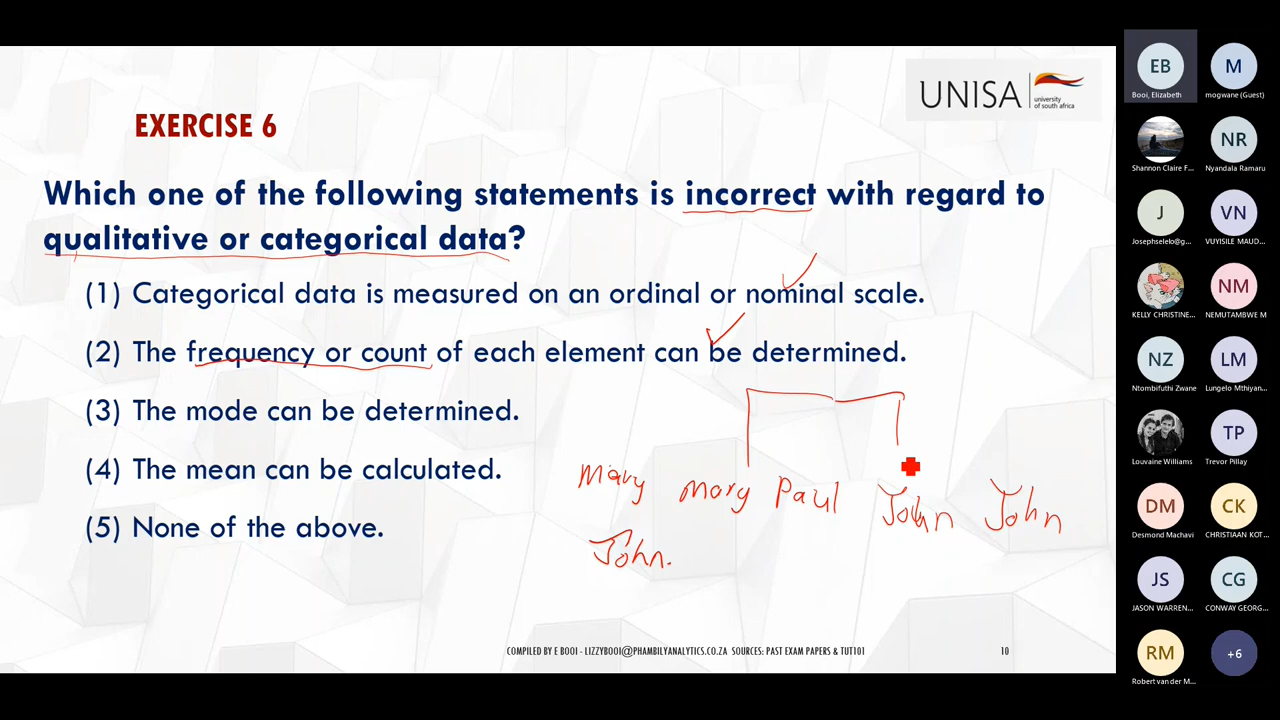 UNISA
university
of south africa
EXERCISE 6
Which one of the following statements is incorrect with regard to
qualitative or categorical data?
(1) Categorical data is measured on an ordinal or nominal scale.
(2) The frequency or count of each element can be determined.
(3) The mode can be determined.
(4) The mean can be calculated.
(5) None of the above.
Mary Mary Paul John John
John.
COMPILED BY E BOOI - LIZZYBOOI@PHAMBILYANALYTICS.CO.ZA SOURCES: PAST EXAM PAPERS & TUT101
10
EB
M
Booi, Elizabeth
mogwane (Guest)
NR
Shannon Claire F...
Nyandala Ramaru
J
VN
Josephselelo@g...
VUYISILE MAUD...
NM
KELLY CHRISTINE...
NEMUTAMBWE M
NZ
LM
Ntombifuthi Zwane
Lungelo Mthiyan...
TP
Louvaine Williams
Trevor Pillay
DM
CK
Desmond Machavi
CHRISTIAAN KOT...
JS
CG
JASON WARREN...
CONWAY GEORG...
RM
+6
Robert van der M...